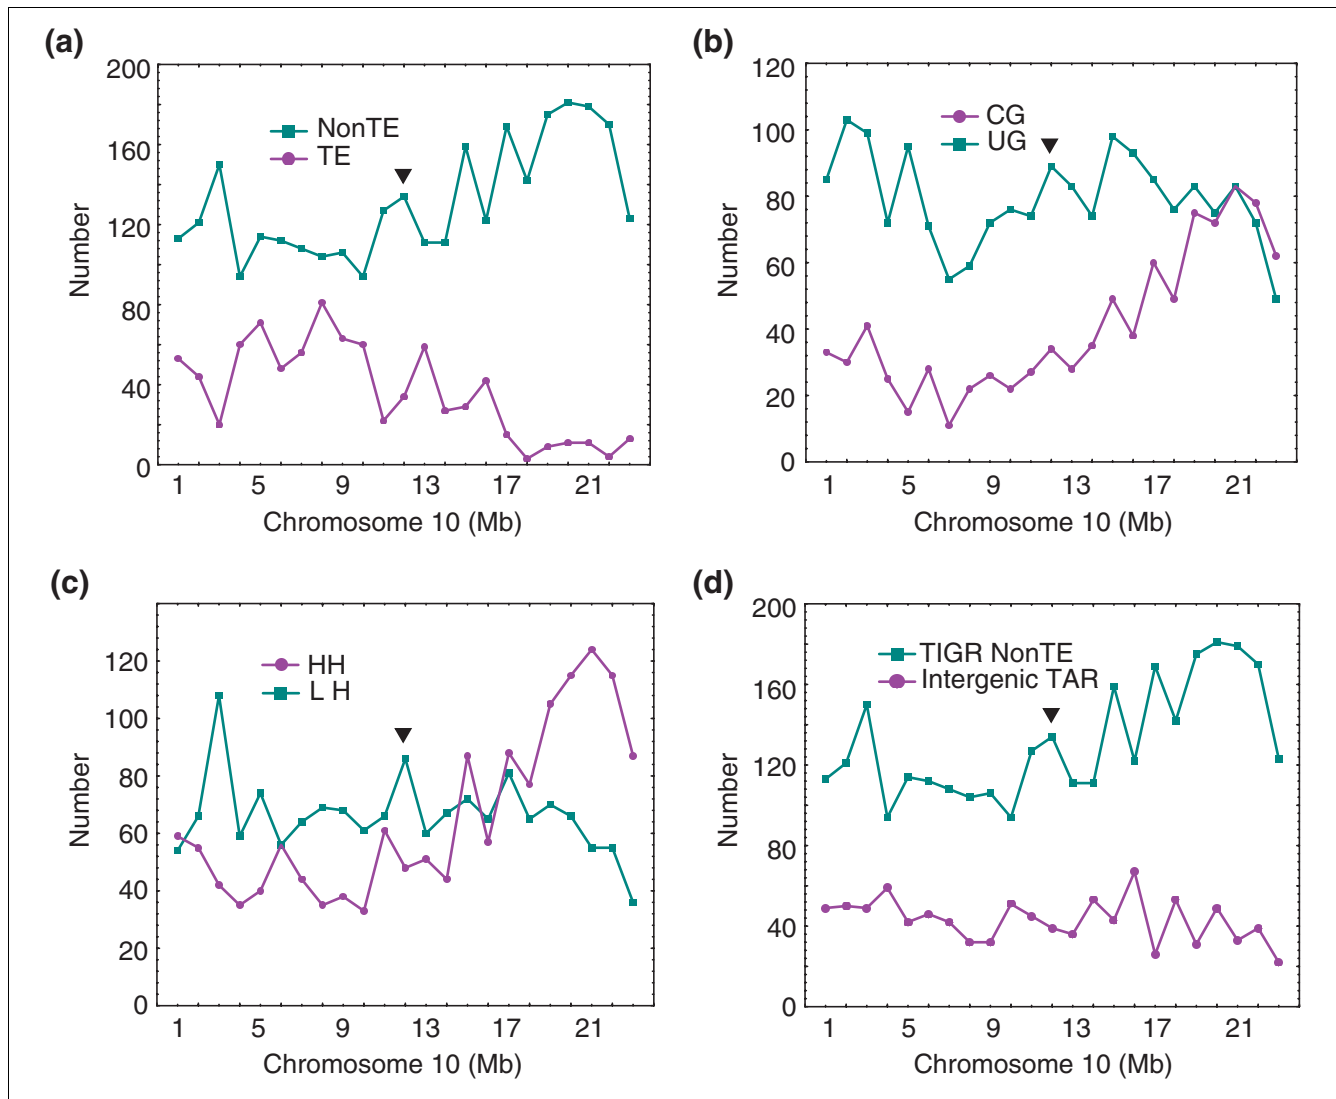 (a)
200
160
120
80
40
0
Number
NonTE
TE
1 5 9 13 17 21
Chromosome 10 (Mb)
(b)
120
100
80
60
40
20
0
Number
CG
UG
1 5 9 13 17 21
Chromosome 10 (Mb)
(c)
120
100
80
60
40
20
0
Number
HH
L H
1 5 9 13 17 21
Chromosome 10 (Mb)
(d)
200
160
120
80
40
0
Number
TIGR NonTE
Intergenic TAR
1 5 9 13 17 21
Chromosome 10 (Mb)